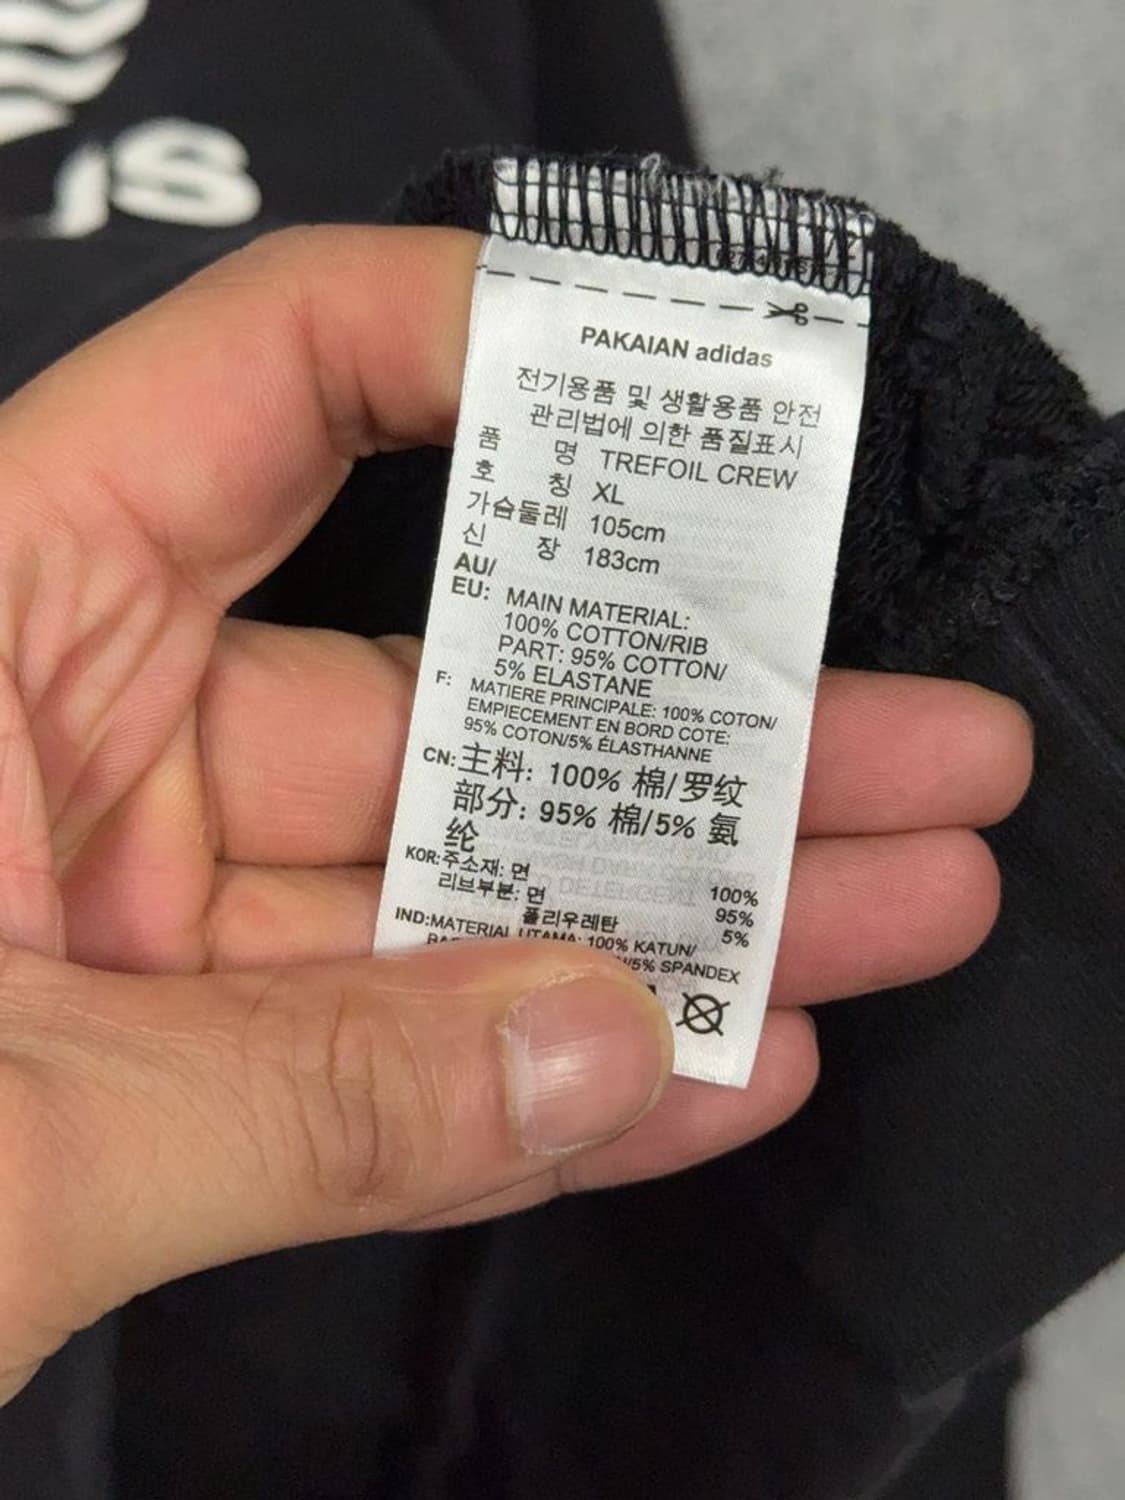 PAKAIAN adidas
전기용품 및 생활용품 안전
관리법에 의한 품질표시
품 명 TREFOIL CREW
호 칭 XL
가슴둘레 105cm
신 장 183cm
AU/
EU: MAIN MATERIAL:
100% COTTON/RIB
PART: 95% COTTON/
5% ELASTANE
F: MATIERE PRINCIPALE: 100% COTON/
EMPIECEMENT EN BORD COTE:
95% COTON/5% ÉLASTHANNE
CN: 主料: 100% 棉/罗纹
部分: 95% 棉/5% 氨
纶
KOR: 주소재: 면 100%
리브부분: 면 95%
폴리우레탄 5%
IND: MATERIAL UTAMA: 100% KATUN/
/5% SPANDEX